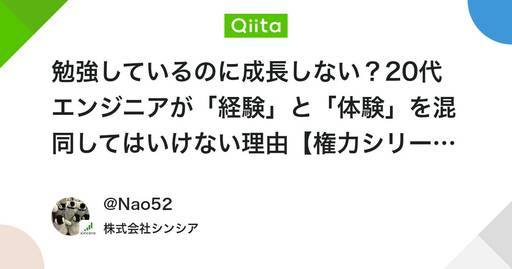 Qiita
勉強しているのに成長しない？20代
エンジニアが「経験」と「体験」を混
同してはいけない理由【権力シリー…
@Nao52
株式会社シンシア